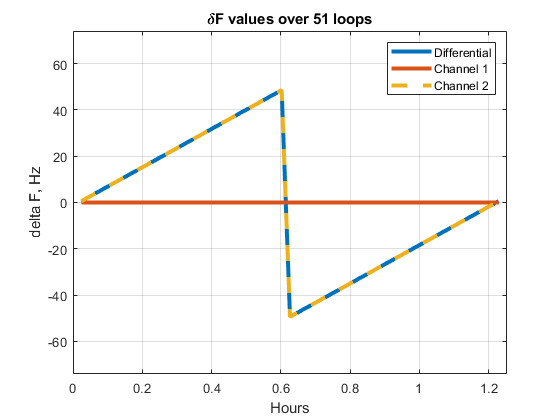 δF values over 51 loops
Differential
Channel 1
Channel 2
60
40
20
0
-20
-40
-60
delta F, Hz
0 0.2 0.4 0.6 0.8 1 1.2
Hours